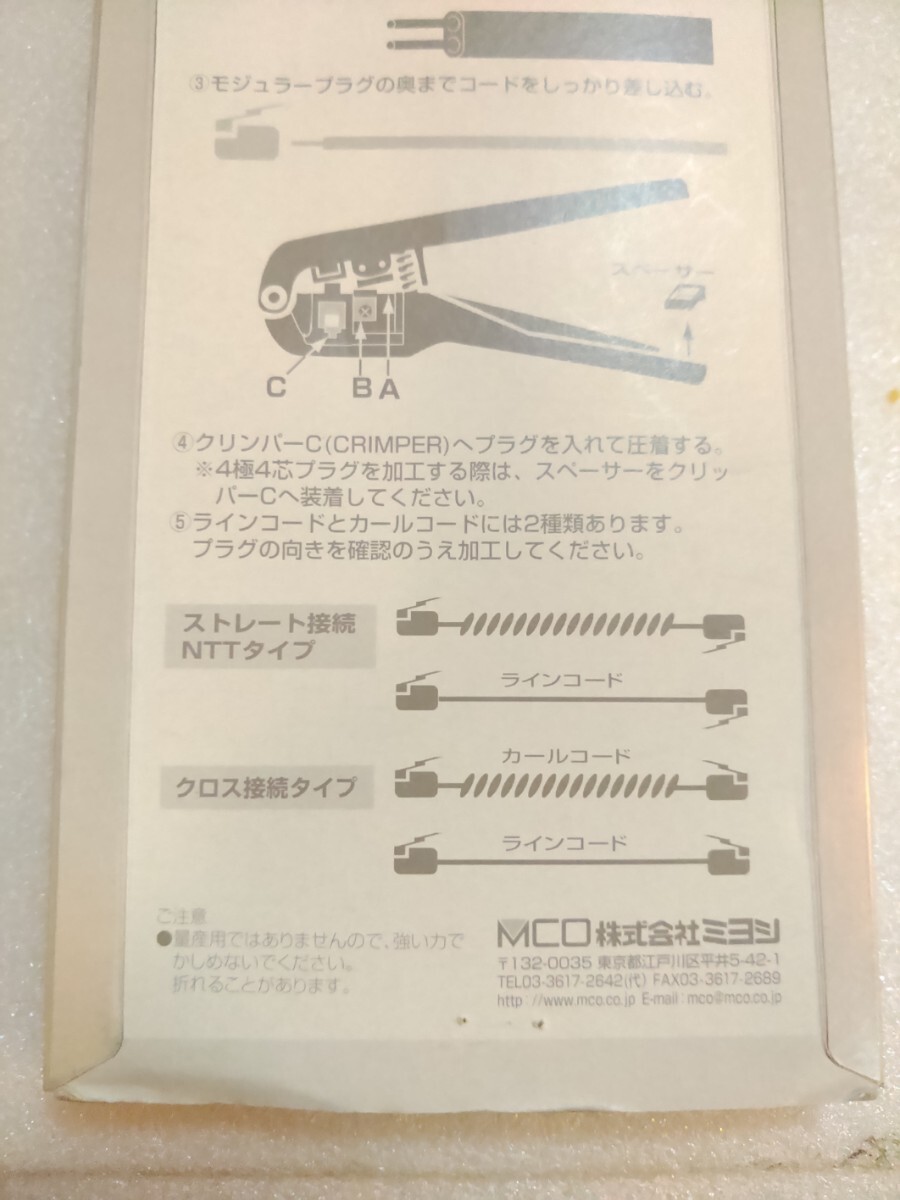 ③モジュラープラグの奥までコードをしっかり差し込む。
スペーサー
C B A
④クリンパーC(CRIMPER)へプラグを入れて圧着する。
※4極4芯プラグを加工する際は、スペーサーをクリッ
パーCへ装着してください。
⑤ラインコードとカールコードには2種類あります。
プラグの向きを確認のうえ加工してください。
ストレート接続
NTTタイプ
ラインコード
カールコード
クロス接続タイプ
ラインコード
ご注意
●量産用ではありませんので、強い力で
かしめないでください。
折れることがあります。
MCO 株式会社ミヨシ
〒132-0035 東京都江戸川区平井5-42-1
TEL03-3617-2642(代) FAX03-3617-2689
http://www.mco.co.jp E-mail:mco@mco.co.jp